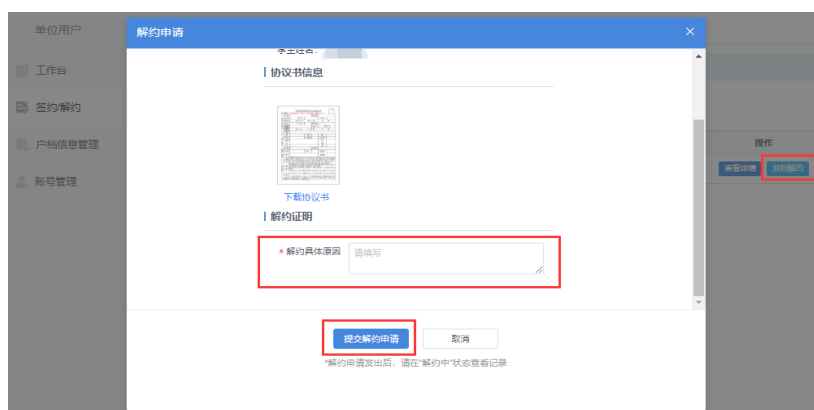 单位用户
工作台
签约/解约
户档信息管理
账号管理
解约申请
×
学生姓名：
协议书信息
下载协议书
解约证明
* 解约具体原因
请填写
提交解约申请
取消
*解约申请发出后，请在"解约中"状态查看记录
操作
查看详情
发起解约